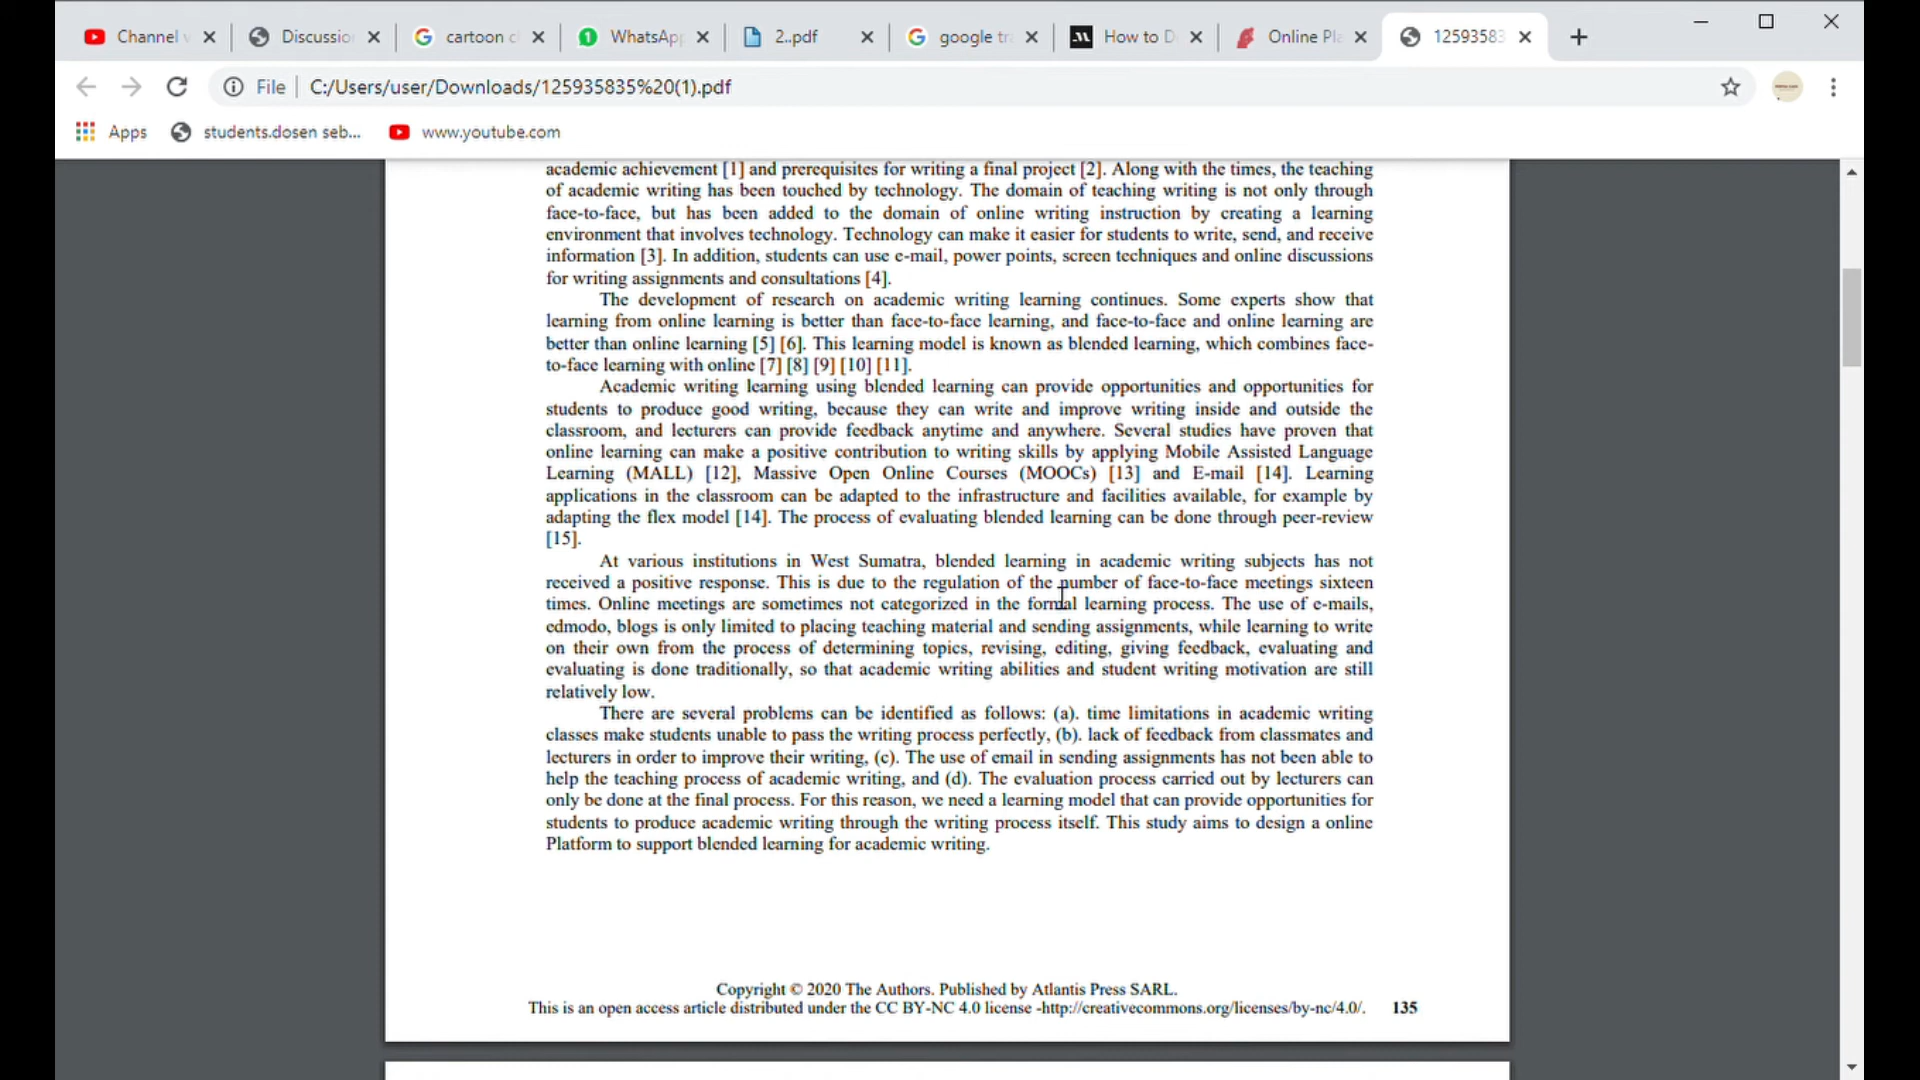 Channel
Discussio
cartoon c
WhatsApp
2..pdf
google tr
How to D
Online Pla
12593583
File
C:/Users/user/Downloads/125935835%20(1).pdf
Apps
students.dosen seb...
www.youtube.com
academic achievement [1] and prerequisites for writing a final project [2]. Along with the times, the teaching
of academic writing has been touched by technology. The domain of teaching writing is not only through
face-to-face, but has been added to the domain of online writing instruction by creating a learning
environment that involves technology. Technology can make it easier for students to write, send, and receive
information [3]. In addition, students can use e-mail, power points, screen techniques and online discussions
for writing assignments and consultations [4].
The development of research on academic writing learning continues. Some experts show that
learning from online learning is better than face-to-face learning, and face-to-face and online learning are
better than online learning [5] [6]. This learning model is known as blended learning, which combines face-
to-face learning with online [7] [8] [9] [10] [11].
Academic writing learning using blended learning can provide opportunities and opportunities for
students to produce good writing, because they can write and improve writing inside and outside the
classroom, and lecturers can provide feedback anytime and anywhere. Several studies have proven that
online learning can make a positive contribution to writing skills by applying Mobile Assisted Language
Learning (MALL) [12], Massive Open Online Courses (MOOCs) [13] and E-mail [14]. Learning
applications in the classroom can be adapted to the infrastructure and facilities available, for example by
adapting the flex model [14]. The process of evaluating blended learning can be done through peer-review
[15].
At various institutions in West Sumatra, blended learning in academic writing subjects has not
received a positive response. This is due to the regulation of the number of face-to-face meetings sixteen
times. Online meetings are sometimes not categorized in the formal learning process. The use of e-mails,
edmodo, blogs is only limited to placing teaching material and sending assignments, while learning to write
on their own from the process of determining topics, revising, editing, giving feedback, evaluating and
evaluating is done traditionally, so that academic writing abilities and student writing motivation are still
relatively low.
There are several problems can be identified as follows: (a). time limitations in academic writing
classes make students unable to pass the writing process perfectly, (b). lack of feedback from classmates and
lecturers in order to improve their writing, (c). The use of email in sending assignments has not been able to
help the teaching process of academic writing, and (d). The evaluation process carried out by lecturers can
only be done at the final process. For this reason, we need a learning model that can provide opportunities for
students to produce academic writing through the writing process itself. This study aims to design a online
Platform to support blended learning for academic writing.
Copyright © 2020 The Authors. Published by Atlantis Press SARL.
This is an open access article distributed under the CC BY-NC 4.0 license -http://creativecommons.org/licenses/by-nc/4.0/. 135